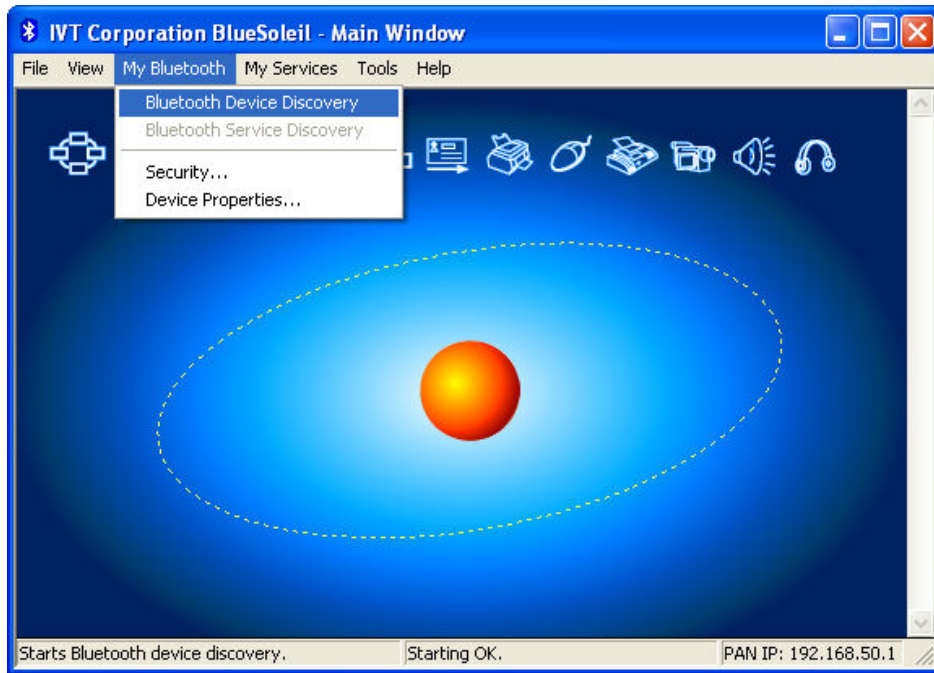 IVT Corporation BlueSoleil - Main Window
File View My Bluetooth My Services Tools Help
Bluetooth Device Discovery
Bluetooth Service Discovery
Security...
Device Properties...
Starts Bluetooth device discovery. Starting OK. PAN IP: 192.168.50.1